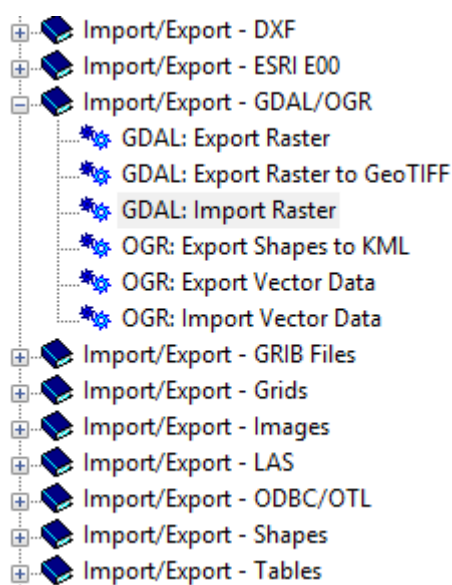 Import/Export - DXF
Import/Export - ESRI E00
Import/Export - GDAL/OGR
GDAL: Export Raster
GDAL: Export Raster to GeoTIFF
GDAL: Import Raster
OGR: Export Shapes to KML
OGR: Export Vector Data
OGR: Import Vector Data
Import/Export - GRIB Files
Import/Export - Grids
Import/Export - Images
Import/Export - LAS
Import/Export - ODBC/OTL
Import/Export - Shapes
Import/Export - Tables